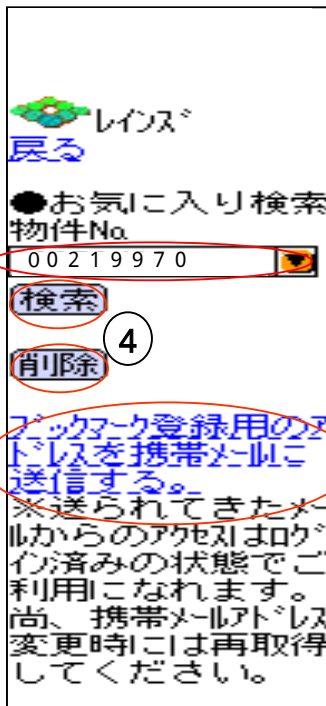 ﾚｲﾝｽﾞ
戻る
●お気に入り検索
物件No.
00219970
検索
④
削除
ﾌﾞｯｸﾏｰｸ登録用のｱ
ﾄﾞﾚｽを携帯ﾒｰﾙに
送信する。
※送られてきたﾒｰ
ﾙからのｱｸｾｽはﾛｸﾞ
ｲﾝ済みの状態でご
利用になれます。
尚、携帯ﾒｰﾙｱﾄﾞﾚｽ
変更時には再取得
してください。